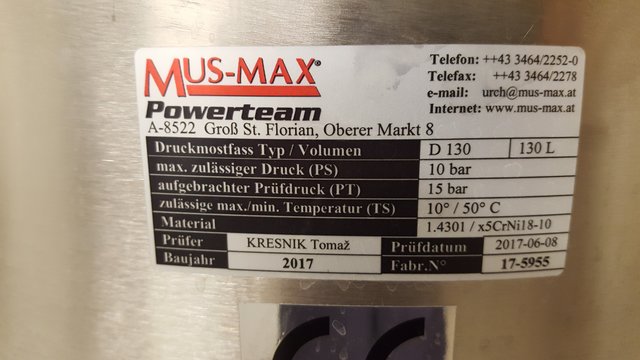 MUS-MAX®
Powerteam
A-8522 Groß St. Florian, Oberer Markt 8
Telefon: ++43 3464/2252-0
Telefax: ++43 3464/2278
e-mail: urch@mus-max.at
Internet: www.mus-max.at
Druckmostfass Typ / Volumen D 130 130 L
max. zulässiger Druck (PS) 10 bar
aufgebrachter Prüfdruck (PT) 15 bar
zulässige max./min. Temperatur (TS) 10° / 50° C
Material 1.4301 / x5CrNi18-10
Prüfer KRESNIK Tomaž Prüfdatum 2017-06-08
Baujahr 2017 Fabr.N° 17-5955
CE